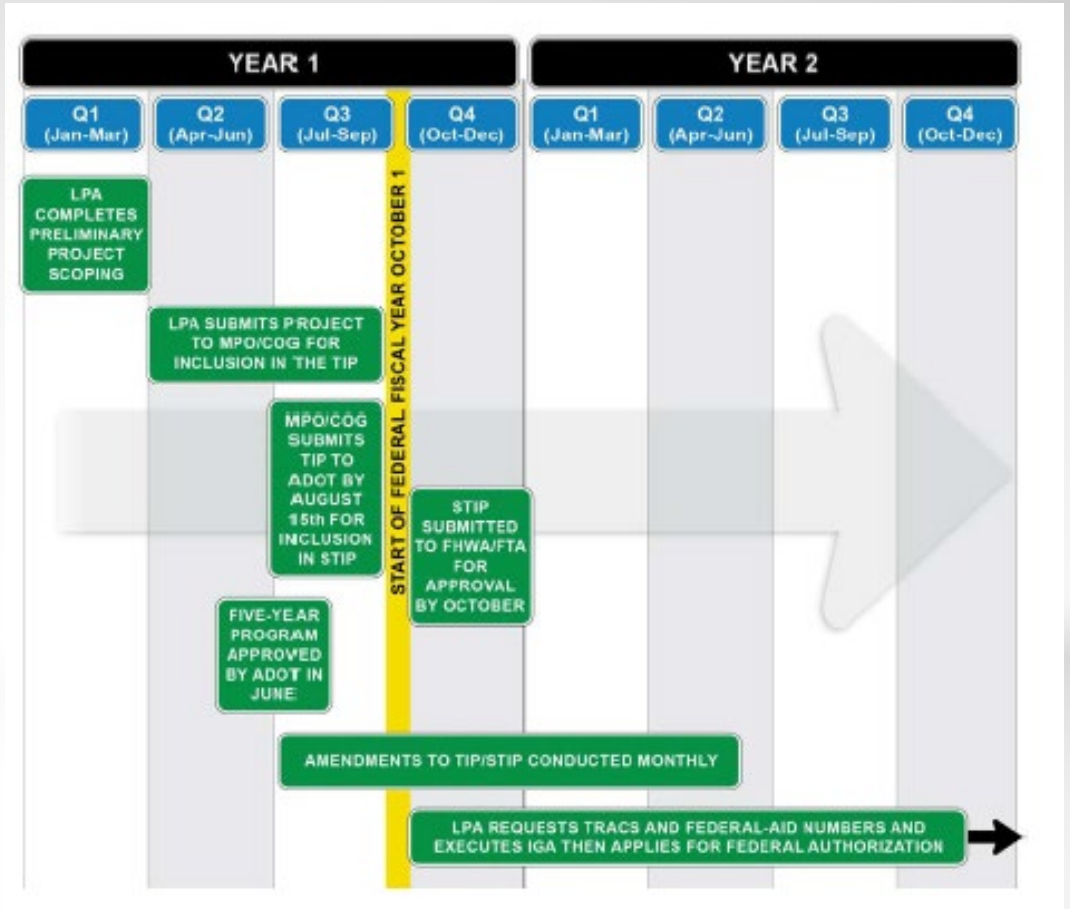 YEAR 1
YEAR 2
Q1
(Jan-Mar)
Q2
(Apr-Jun)
Q3
(Jul-Sep)
Q4
(Oct-Dec)
Q1
(Jan-Mar)
Q2
(Apr-Jun)
Q3
(Jul-Sep)
Q4
(Oct-Dec)
START OF FEDERAL FISCAL YEAR OCTOBER 1
LPA
COMPLETES
PRELIMINARY
PROJECT
SCOPING
LPA SUBMITS PROJECT
TO MPO/COG FOR
INCLUSION IN THE TIP
MPO/COG
SUBMITS
TIP TO
ADOT BY
AUGUST
15th FOR
INCLUSION
IN STIP
STIP
SUBMITTED
TO FHWA/FTA
FOR
APPROVAL
BY OCTOBER
FIVE-YEAR
PROGRAM
APPROVED
BY ADOT IN
JUNE
AMENDMENTS TO TIP/STIP CONDUCTED MONTHLY
LPA REQUESTS TRACS AND FEDERAL-AID NUMBERS AND
EXECUTES IGA THEN APPLIES FOR FEDERAL AUTHORIZATION